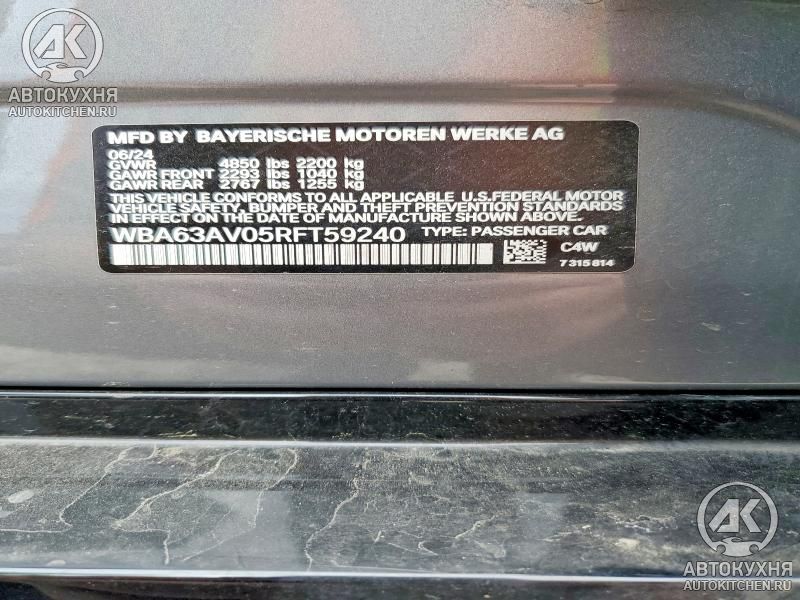 АК
АВТОКУХНЯ
AUTOKITCHEN.RU
MFD BY BAYERISCHE MOTOREN WERKE AG
06/24
GVWR 4850 lbs 2200 kg
GAWR FRONT 2293 lbs 1040 kg
GAWR REAR 2767 lbs 1255 kg
THIS VEHICLE CONFORMS TO ALL APPLICABLE U.S.FEDERAL MOTOR
VEHICLE SAFETY, BUMPER AND THEFT PREVENTION STANDARDS
IN EFFECT ON THE DATE OF MANUFACTURE SHOWN ABOVE.
WBA63AV05RFT59240 TYPE: PASSENGER CAR
C4W
7 315 814
АК
АВТОКУХНЯ
AUTOKITCHEN.RU